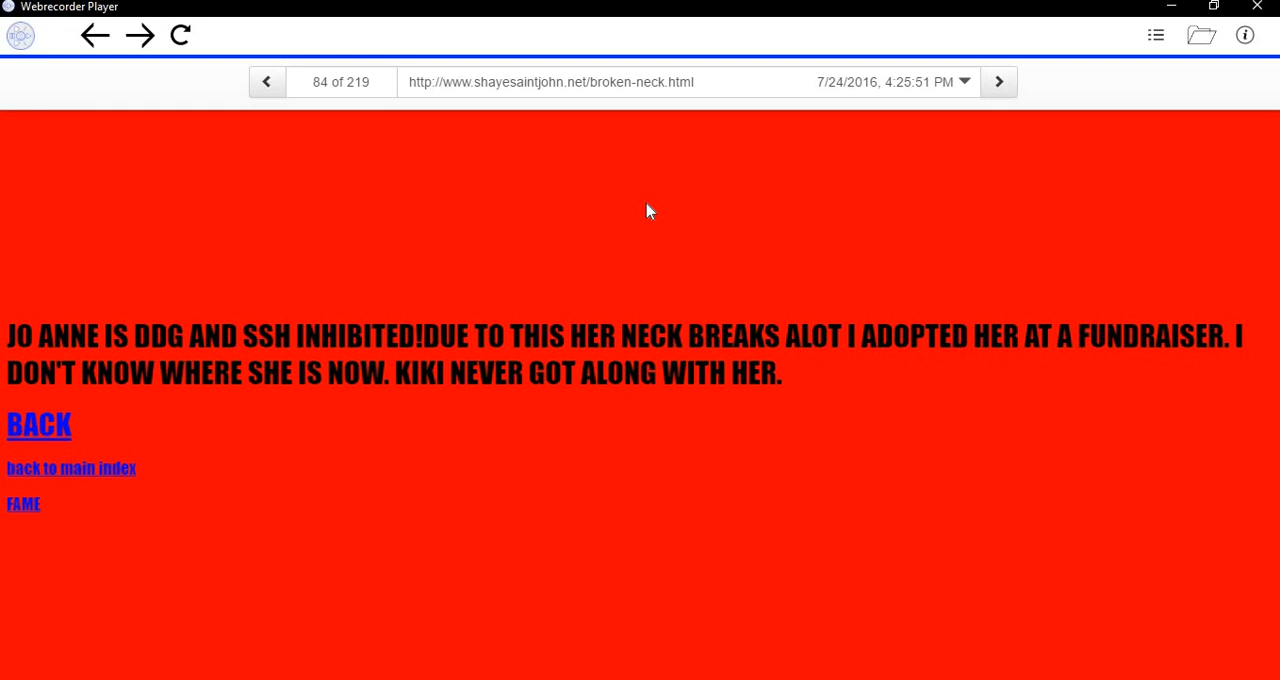 Webrecorder Player
84 of 219 http://www.shayesaintjohn.net/broken-neck.html 7/24/2016, 4:25:51 PM
JO ANNE IS DDG AND SSH INHIBITED!DUE TO THIS HER NECK BREAKS ALOT I ADOPTED HER AT A FUNDRAISER. I
DON'T KNOW WHERE SHE IS NOW. KIKI NEVER GOT ALONG WITH HER.
BACK
back to main index
FAME